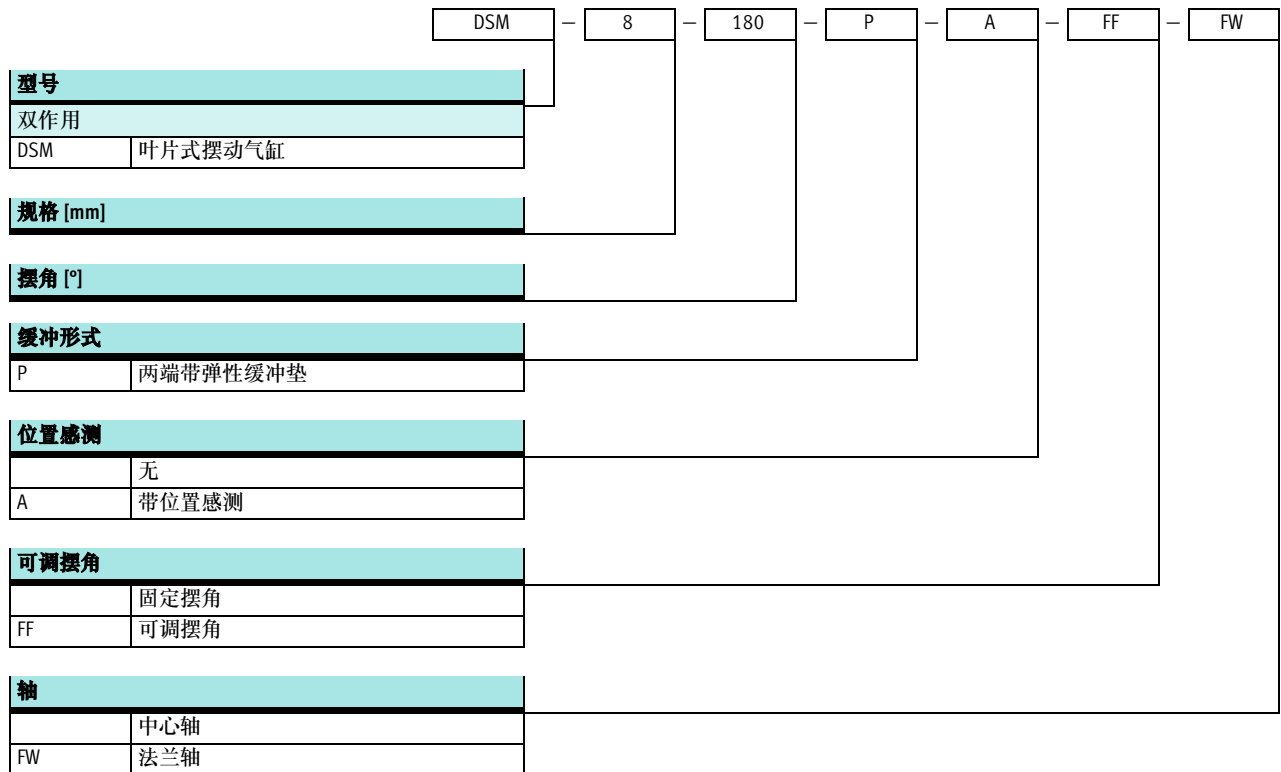 DSM – 8 – 180 – P – A – FF – FW
型号
双作用
DSM 叶片式摆动气缸
规格 [mm]
摆角 [°]
缓冲形式
P 两端带弹性缓冲垫
位置感测
无
A 带位置感测
可调摆角
固定摆角
FF 可调摆角
轴
中心轴
FW 法兰轴